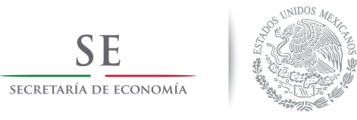 SE
SECRETARÍA DE ECONOMÍA
ESTADOS UNIDOS MEXICANOS